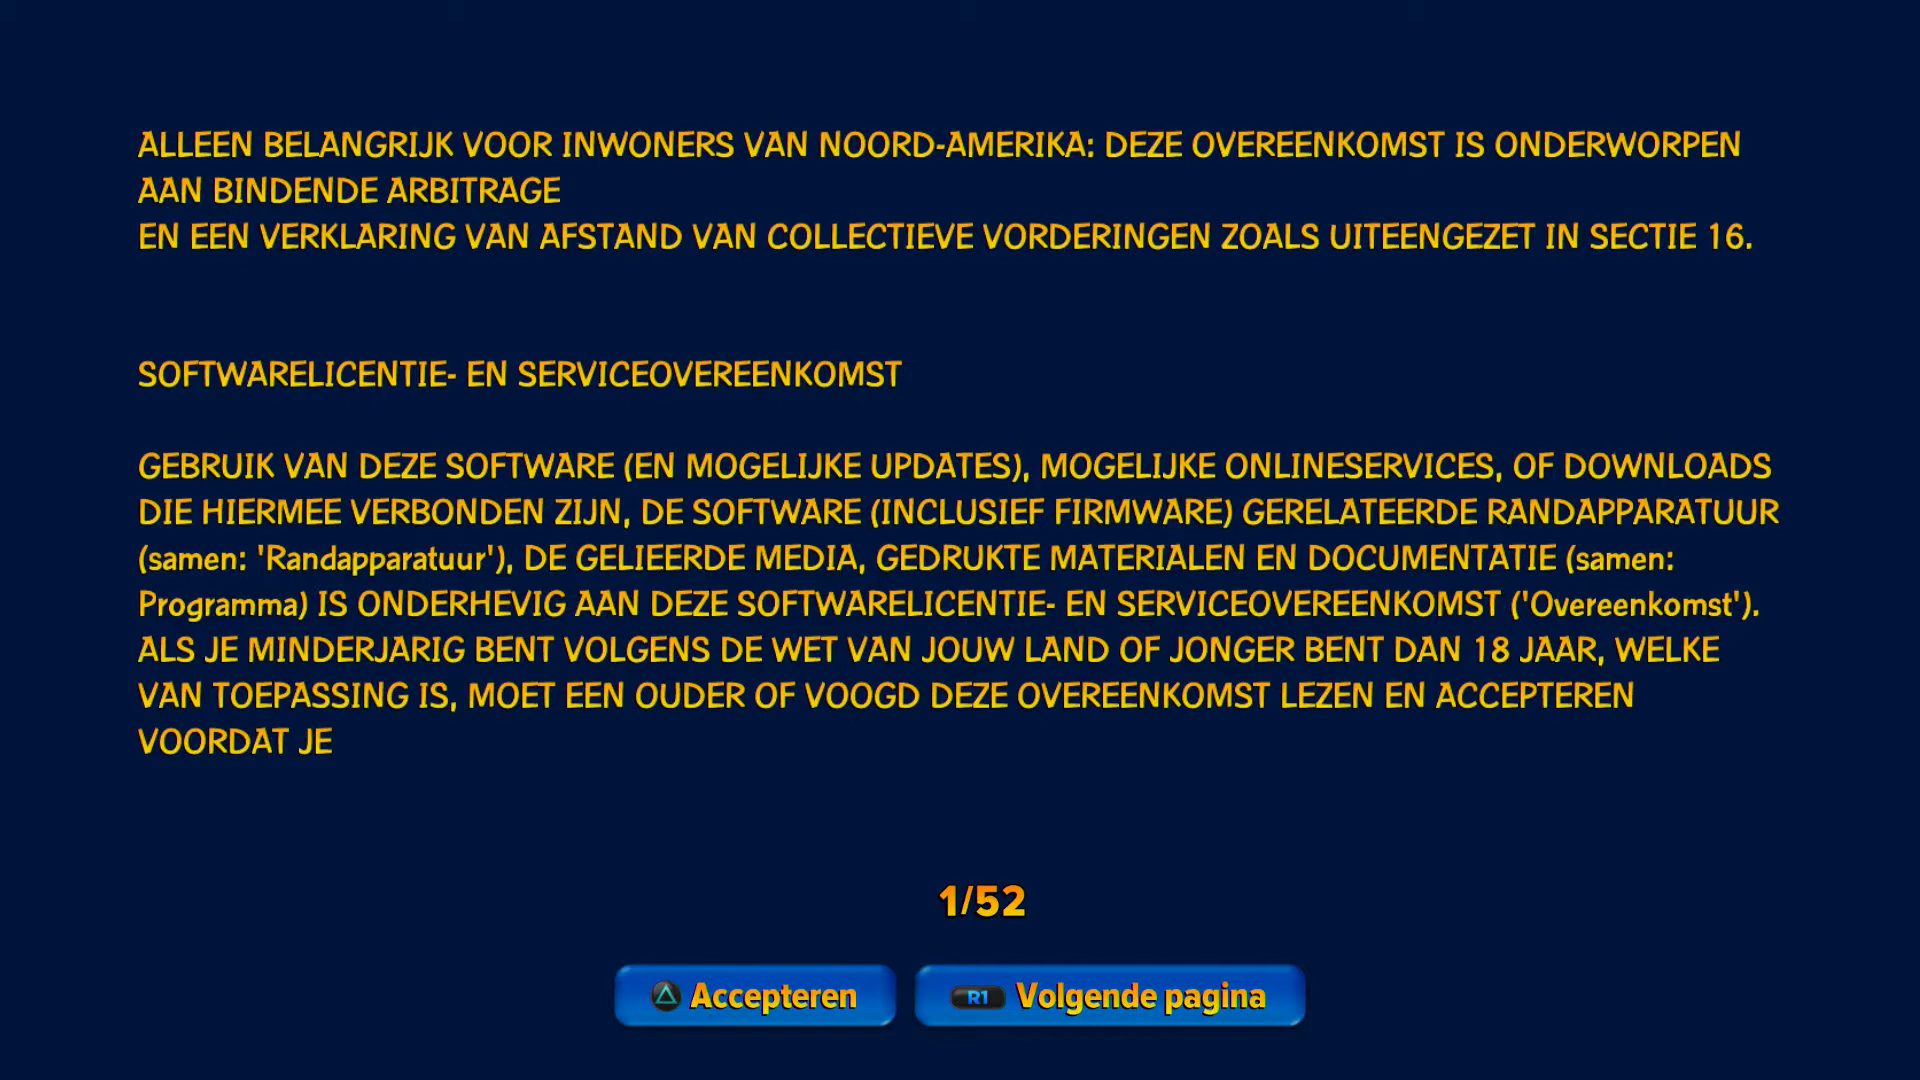 ALLEEN BELANGRIJK VOOR INWONERS VAN NOORD-AMERIKA: DEZE OVEREENKOMST IS ONDERWORPEN
AAN BINDENDE ARBITRAGE
EN EEN VERKLARING VAN AFSTAND VAN COLLECTIEVE VORDERINGEN ZOALS UITEENGEZET IN SECTIE 16.
SOFTWARELICENTIE- EN SERVICEOVEREENKOMST
GEBRUIK VAN DEZE SOFTWARE (EN MOGELIJKE UPDATES), MOGELIJKE ONLINESERVICES, OF DOWNLOADS
DIE HIERMEE VERBONDEN ZIJN, DE SOFTWARE (INCLUSIEF FIRMWARE) GERELATEERDE RANDAPPARATUUR
(samen: 'Randapparatuur'), DE GELIEERDE MEDIA, GEDRUKTE MATERIALEN EN DOCUMENTATIE (samen:
Programma) IS ONDERHEVIG AAN DEZE SOFTWARELICENTIE- EN SERVICEOVEREENKOMST ('Overeenkomst').
ALS JE MINDERJARIG BENT VOLGENS DE WET VAN JOUW LAND OF JONGER BENT DAN 18 JAAR, WELKE
VAN TOEPASSING IS, MOET EEN OUDER OF VOOGD DEZE OVEREENKOMST LEZEN EN ACCEPTEREN
VOORDAT JE
1/52
Accepteren
R1 Volgende pagina